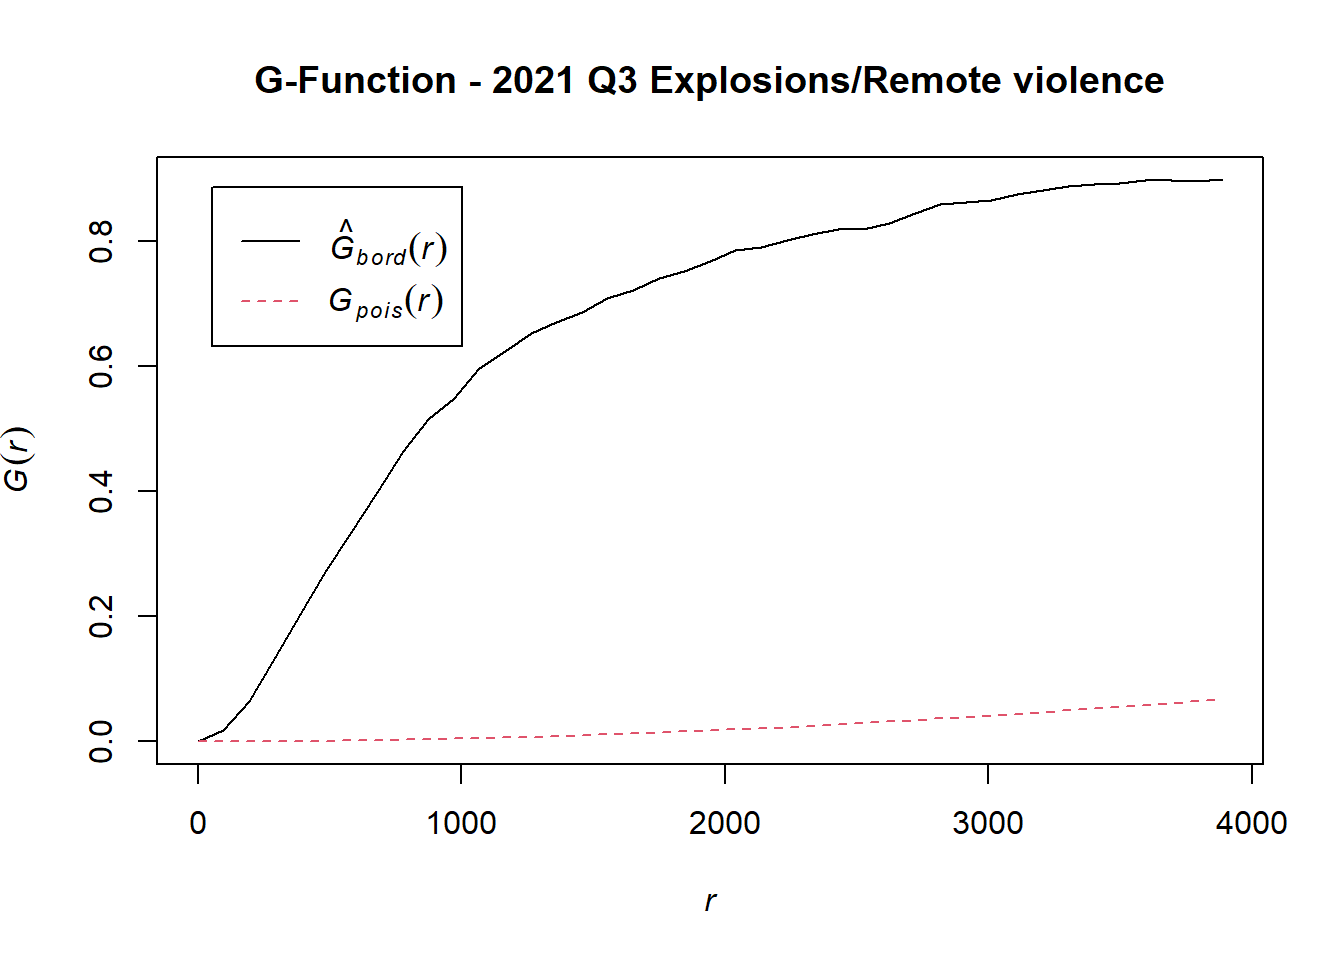 G-Function - 2021 Q3 Explosions/Remote violence
Ĝbord(r)
Gpois(r)
G(r)
0.8
0.6
0.4
0.2
0.0
0 1000 2000 3000 4000
r